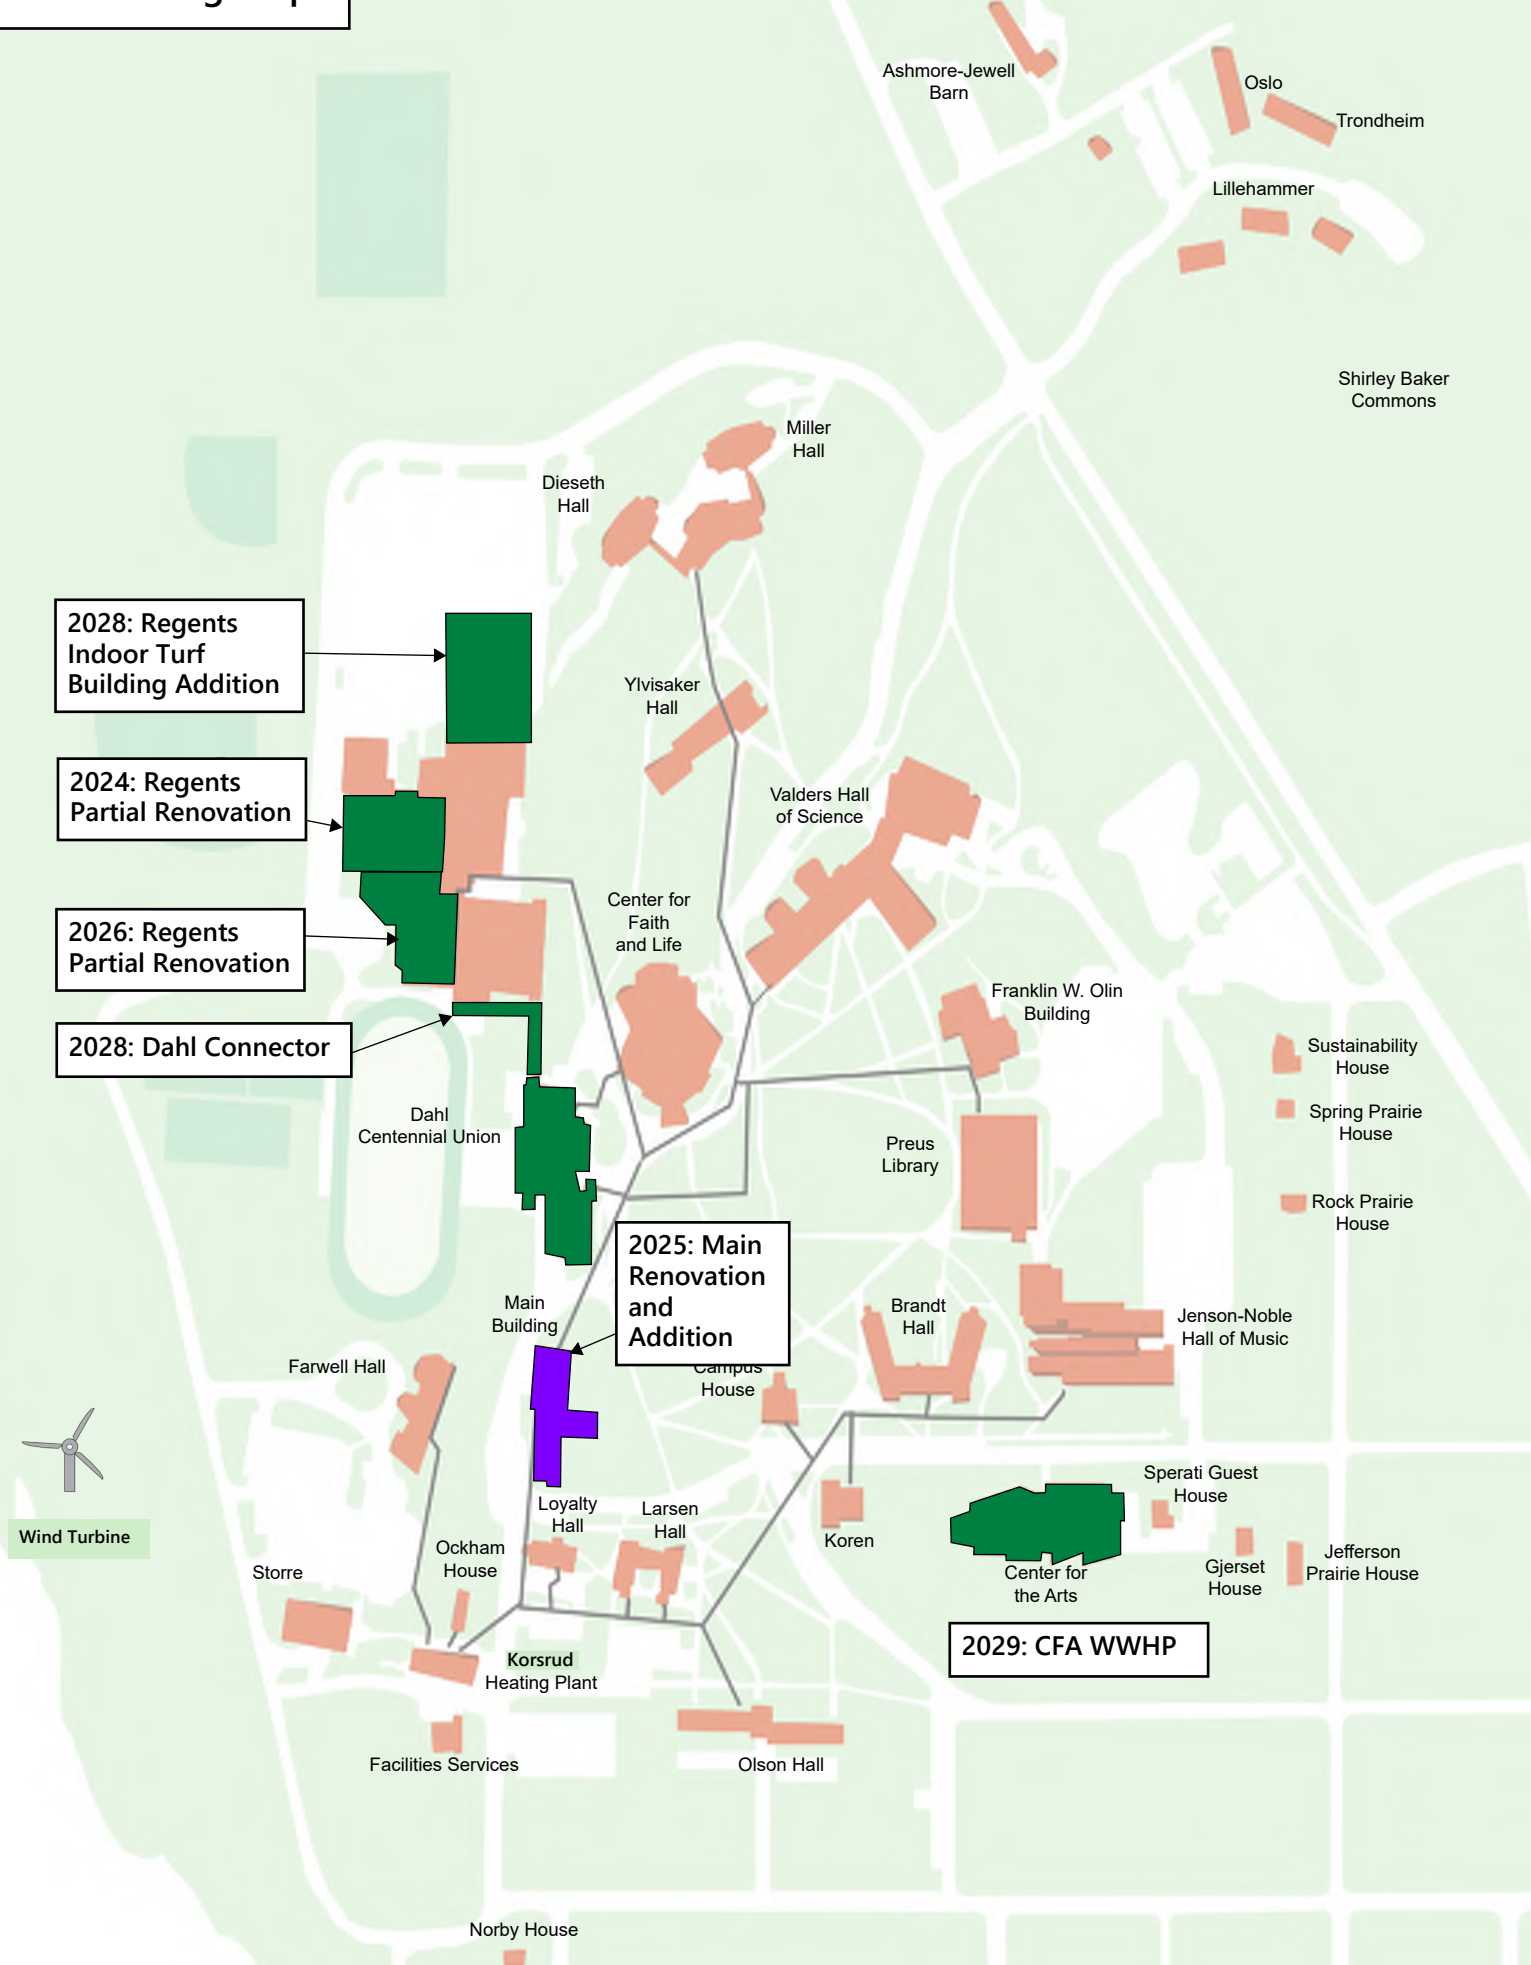 Ashmore-Jewell
Barn
Oslo
Trondheim
Lillehammer
Shirley Baker
Commons
Miller
Hall
Dieseth
Hall
2028: Regents
Indoor Turf
Building Addition
Ylvisaker
Hall
2024: Regents
Partial Renovation
Valders Hall
of Science
Center for
Faith
and Life
2026: Regents
Partial Renovation
Franklin W. Olin
Building
2028: Dahl Connector
Sustainability
House
Spring Prairie
House
Dahl
Centennial Union
Preus
Library
Rock Prairie
House
2025: Main
Renovation
and
Addition
Main
Building
Brandt
Hall
Jenson-Noble
Hall of Music
Farwell Hall
Campus
House
Wind Turbine
Loyalty
Hall
Larsen
Hall
Sperati Guest
House
Koren
Ockham
House
Storre
Center for
the Arts
Gjerset
House
Jefferson
Prairie House
2029: CFA WWHP
Korsrud
Heating Plant
Facilities Services
Olson Hall
Norby House